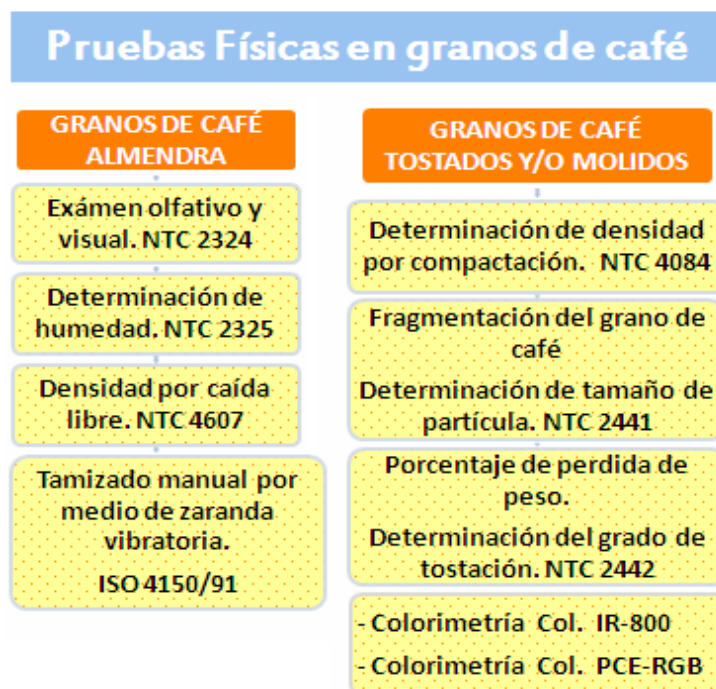 Pruebas Físicas en granos de café
GRANOS DE CAFÉ
ALMENDRA
Exámen olfativo y
visual. NTC 2324
Determinación de
humedad. NTC 2325
Densidad por caída
libre. NTC 4607
Tamizado manual por
medio de zaranda
vibratoria.
ISO 4150/91
GRANOS DE CAFÉ
TOSTADOS Y/O MOLIDOS
Determinación de densidad
por compactación. NTC 4084
Fragmentación del grano de
café
Determinación de tamaño de
partícula. NTC 2441
Porcentaje de perdida de
peso.
Determinación del grado de
tostación. NTC 2442
- Colorimetría Col. IR-800
- Colorimetría Col. PCE-RGB